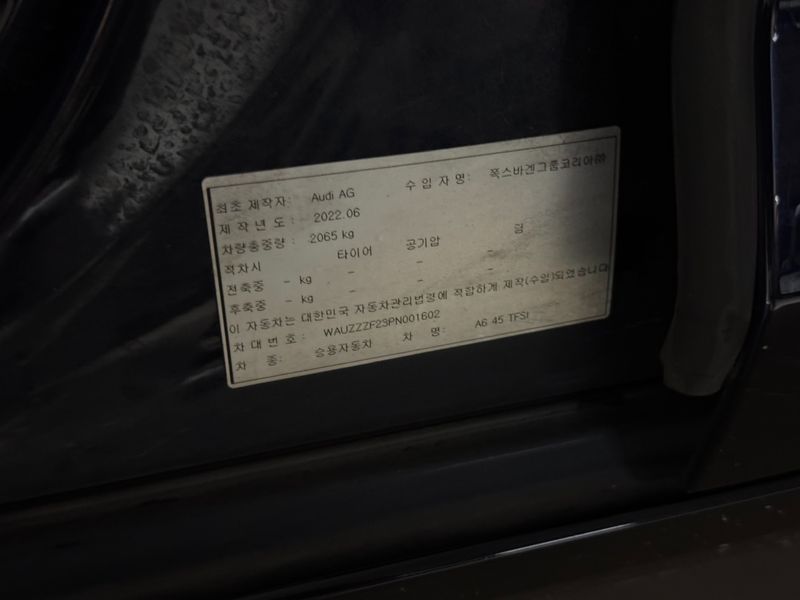 최초 제작자: Audi AG 수 입 자 명: 폭스바겐그룹코리아㈜
제 작 년 도 : 2022.06
차량총중량 : 2065 kg
적차시 타이어 공기압 림
전축중 - kg - - -
후축중 - kg - - -
이 자동차는 대한민국 자동차관리법령에 적합하게 제작(수입)되었습니다
차 대 번 호 : WAUZZZF23PN001602
차 종: 승용자동차 차 명: A6 45 TFSI